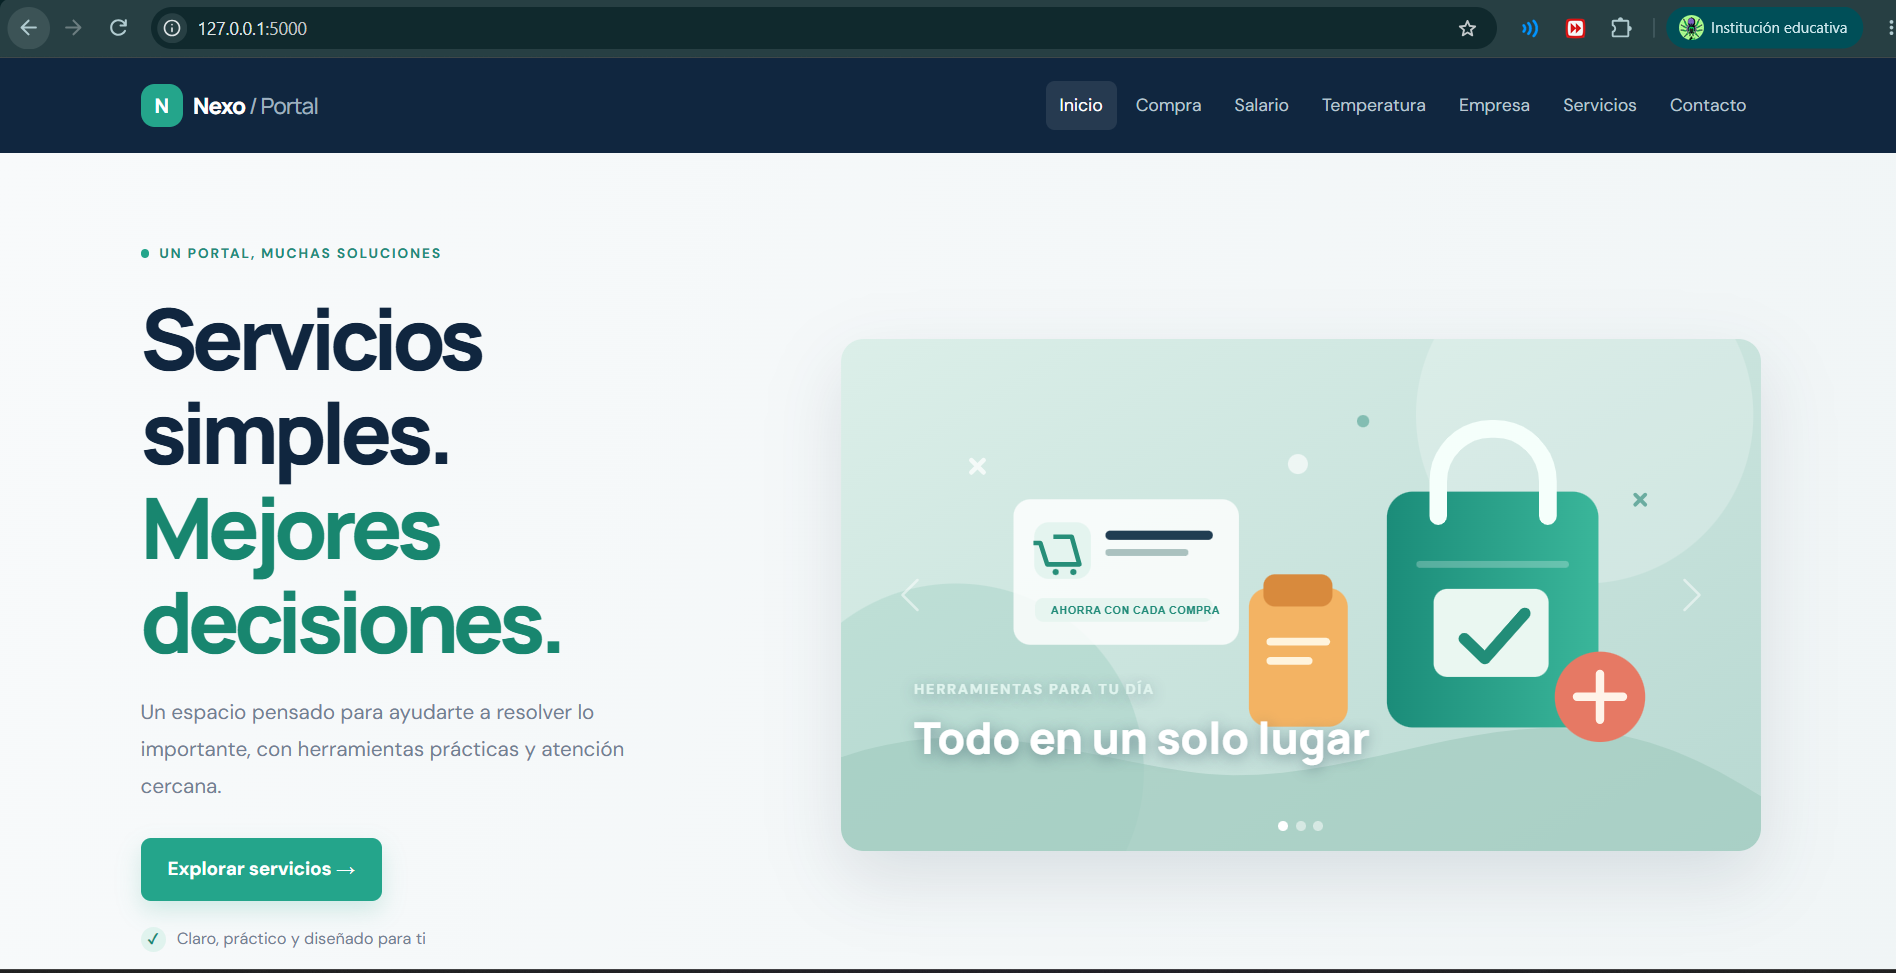 127.0.0.1:5000
Institución educativa
N Nexo / Portal
Inicio Compra Salario Temperatura Empresa Servicios Contacto
UN PORTAL, MUCHAS SOLUCIONES
Servicios
simples.
Mejores
decisiones.
Un espacio pensado para ayudarte a resolver lo
importante, con herramientas prácticas y atención
cercana.
Explorar servicios →
Claro, práctico y diseñado para ti
AHORRA CON CADA COMPRA
HERRAMIENTAS PARA TU DÍA
Todo en un solo lugar